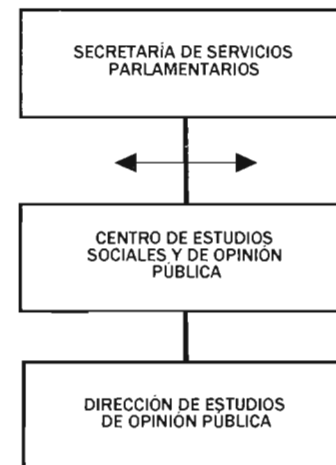 SECRETARÍA DE SERVICIOS
PARLAMENTARIOS
CENTRO DE ESTUDIOS
SOCIALES Y DE OPINIÓN
PÚBLICA
DIRECCIÓN DE ESTUDIOS
DE OPINIÓN PÚBLICA